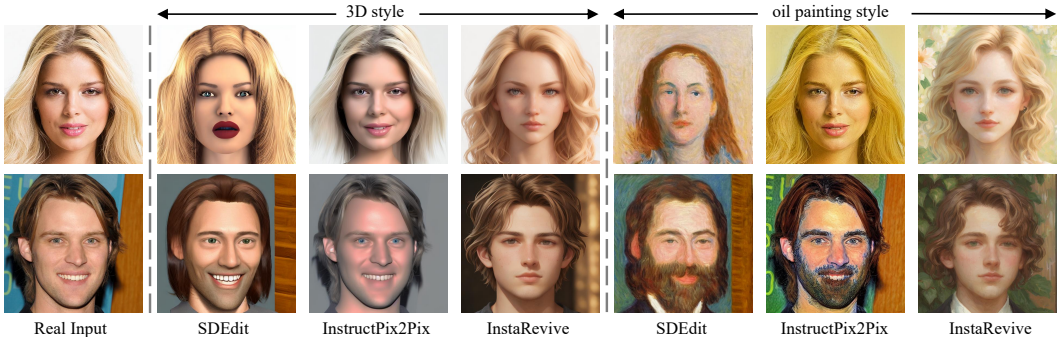 3D style
oil painting style
Real Input
SDEdit
InstructPix2Pix
InstaRevive
SDEdit
InstructPix2Pix
InstaRevive